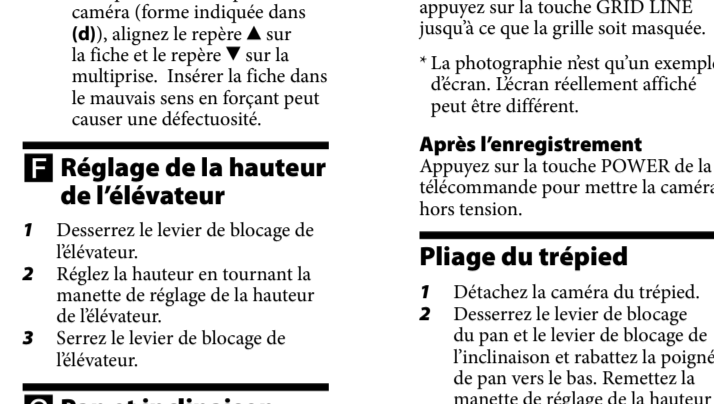 caméra (forme indiquée dans
(d)), alignez le repère ▲ sur
la fiche et le repère ▼ sur la
multiprise. Insérer la fiche dans
le mauvais sens en forçant peut
causer une défectuosité.
F Réglage de la hauteur
de l’élévateur
1 Desserrez le levier de blocage de
l’élévateur.
2 Réglez la hauteur en tournant la
manette de réglage de la hauteur
de l’élévateur.
3 Serrez le levier de blocage de
l’élévateur.
appuyez sur la touche GRID LINE
jusqu’à ce que la grille soit masquée.
* La photographie n’est qu’un exemple
d’écran. L’écran réellement affiché
peut être différent.
Après l’enregistrement
Appuyez sur la touche POWER de la
télécommande pour mettre la caméra
hors tension.
Pliage du trépied
1 Détachez la caméra du trépied.
2 Desserrez le levier de blocage
du pan et le levier de blocage de
l’inclinaison et rabattez la poigné
de pan vers le bas. Remettez la
manette de réglage de la hauteur